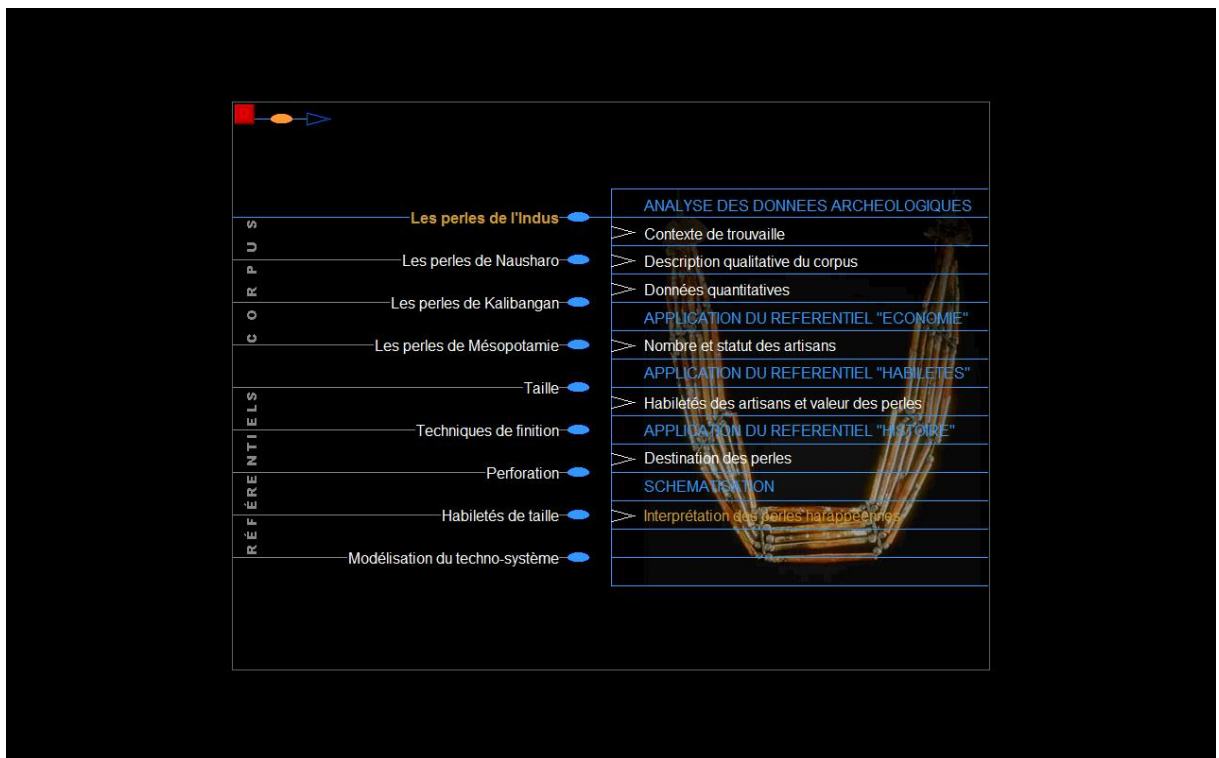 CORPUS
Les perles de l'Indus
Les perles de Nausharo
Les perles de Kalibangan
Les perles de Mésopotamie
RÉFÉRENTIELS
Taille
Techniques de finition
Perforation
Habiletés de taille
Modélisation du techno-système
ANALYSE DES DONNEES ARCHEOLOGIQUES
Contexte de trouvaille
Description qualitative du corpus
Données quantitatives
APPLICATION DU REFERENTIEL "ECONOMIE"
Nombre et statut des artisans
APPLICATION DU REFERENTIEL "HABILETES"
Habiletés des artisans et valeur des perles
APPLICATION DU REFERENTIEL "HISTOIRE"
Destination des perles
SCHEMATISATION
Interprétation des perles harappéennes